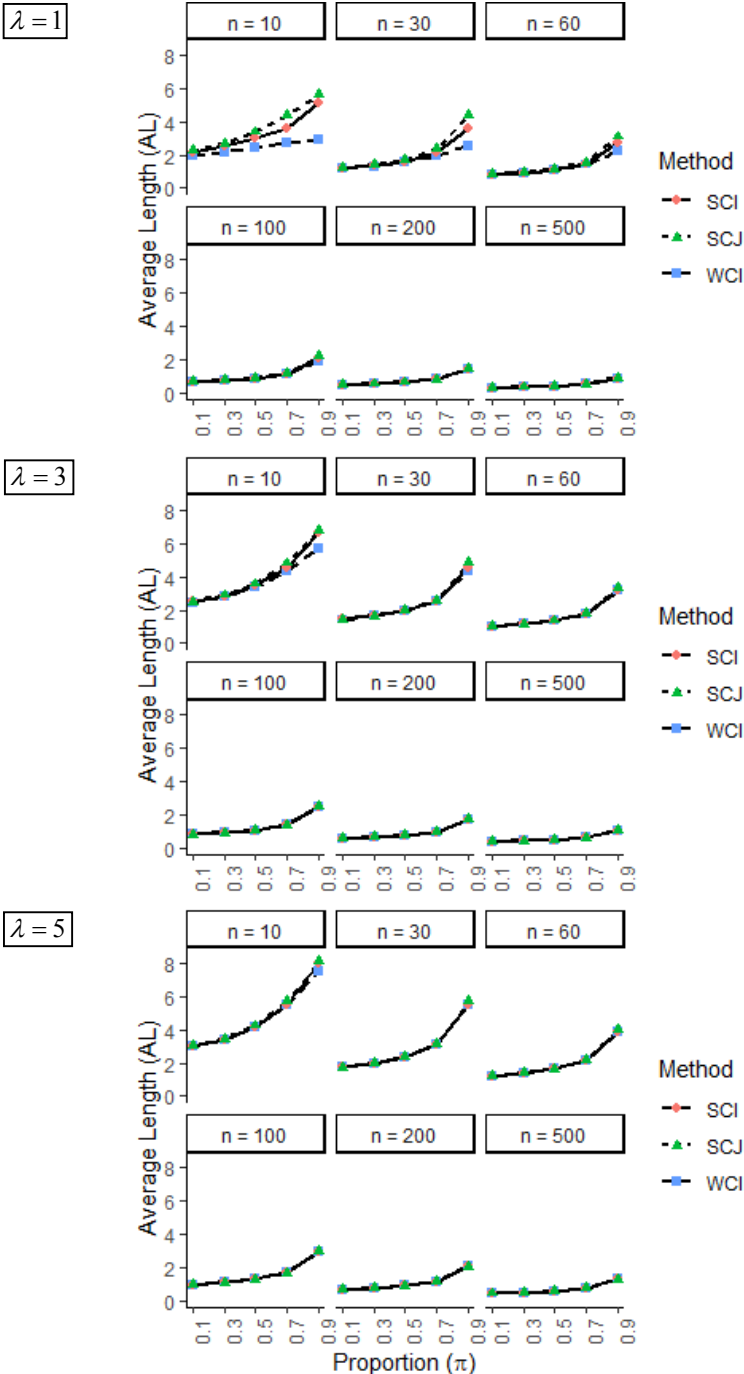 λ = 1
n = 10
n = 30
n = 60
8
6
4
2
0
n = 100
n = 200
n = 500
8
6
4
2
0
0.1
0.3
0.5
0.7
0.9
0.1
0.3
0.5
0.7
0.9
0.1
0.3
0.5
0.7
0.9
Average Length (AL)
Method
SCI
SCJ
WCI
λ = 3
n = 10
n = 30
n = 60
8
6
4
2
0
n = 100
n = 200
n = 500
8
6
4
2
0
0.1
0.3
0.5
0.7
0.9
0.1
0.3
0.5
0.7
0.9
0.1
0.3
0.5
0.7
0.9
Average Length (AL)
Method
SCI
SCJ
WCI
λ = 5
n = 10
n = 30
n = 60
8
6
4
2
0
n = 100
n = 200
n = 500
8
6
4
2
0
0.1
0.3
0.5
0.7
0.9
0.1
0.3
0.5
0.7
0.9
0.1
0.3
0.5
0.7
0.9
Average Length (AL)
Proportion (π)
Method
SCI
SCJ
WCI